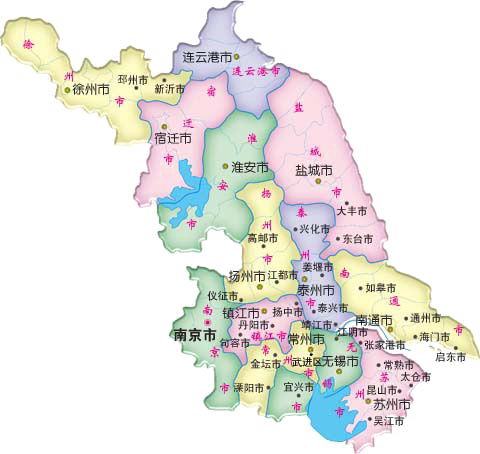 连云港市
连云港市
徐州市
徐州市
邳州市
新沂市
宿迁市
宿迁市
淮安市
淮安市
盐城市
盐城市
大丰市
东台市
扬州市
高邮市
扬州市
江都市
仪征市
泰州市
兴化市
姜堰市
泰州市
泰兴市
靖江市
南通市
如皋市
南通市
通州市
海门市
启东市
南京市
南京市
镇江市
扬中市
丹阳市
镇江市
句容市
常州市
常州市
武进区
金坛市
溧阳市
无锡市
江阴市
无锡市
宜兴市
张家港市
苏州市
常熟市
太仓市
昆山市
苏州市
吴江市